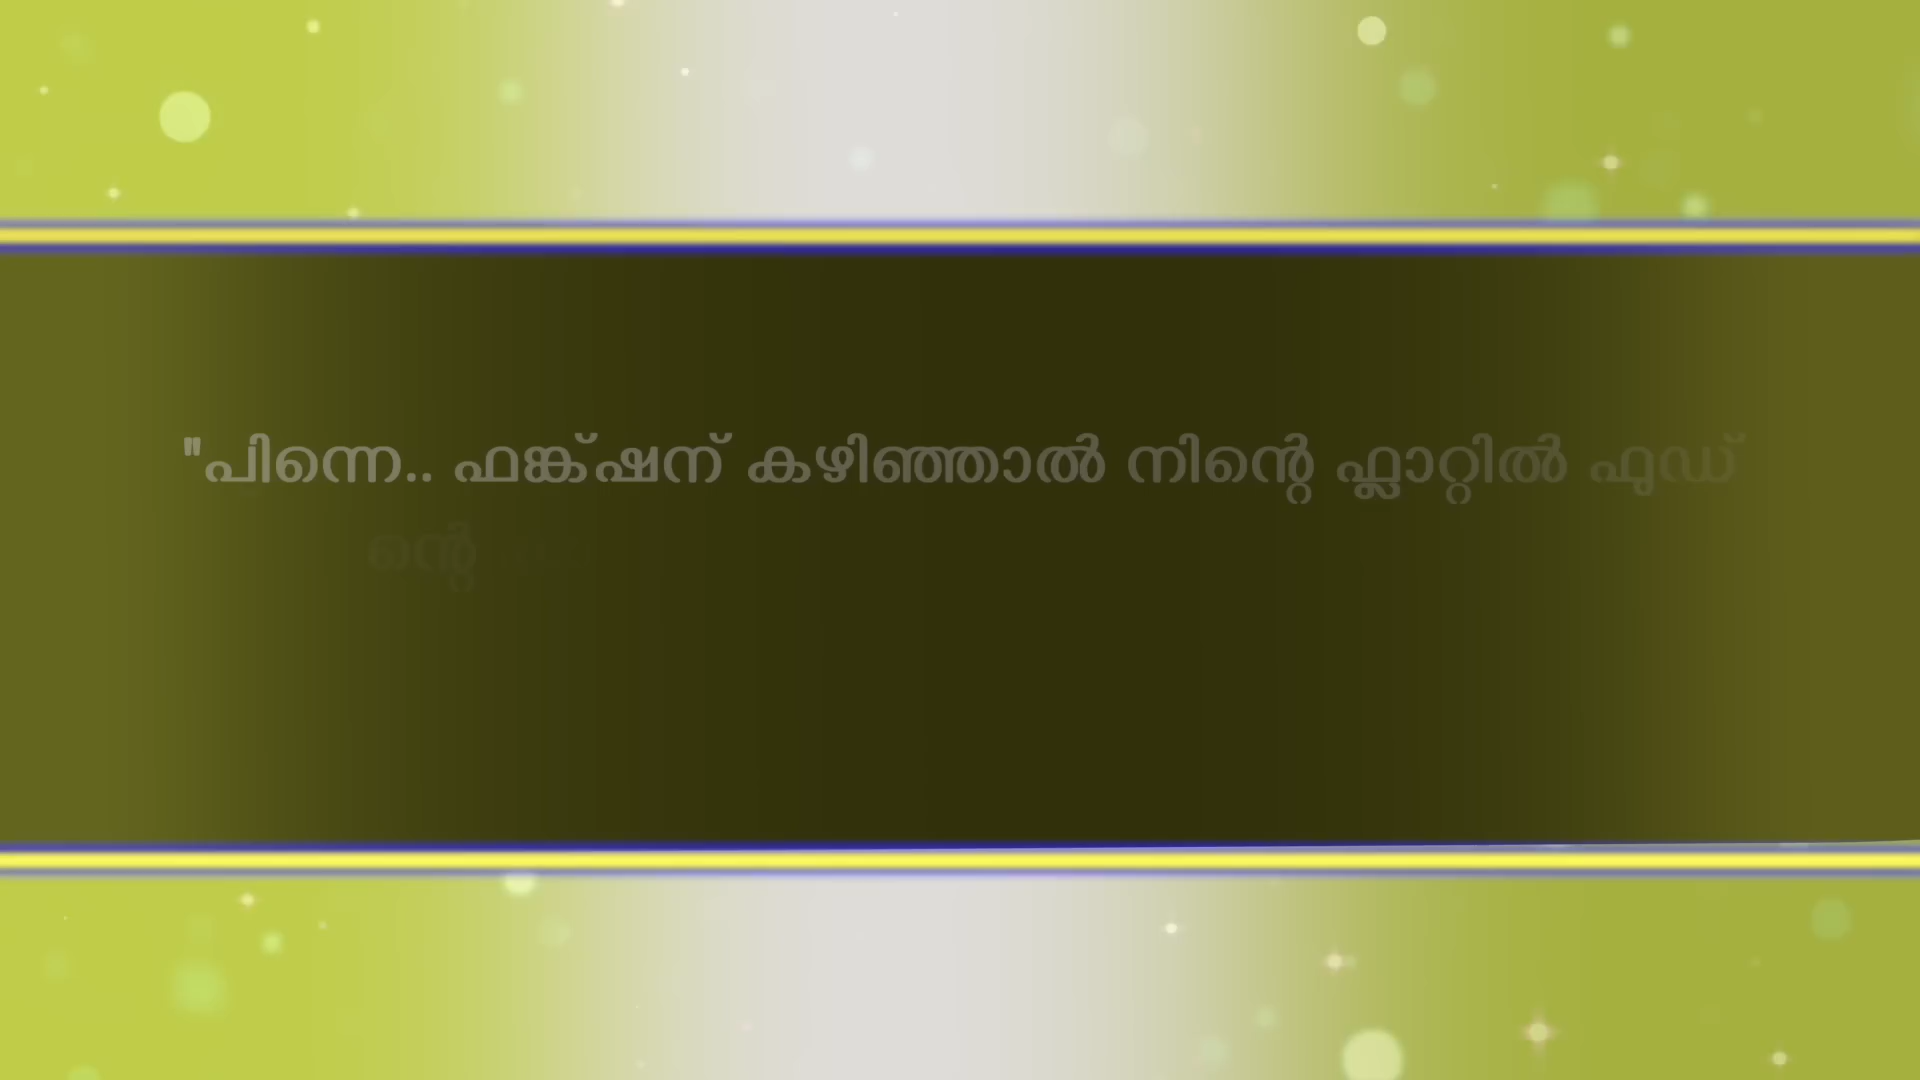 "പിന്നെ.. ഫങ്ക്ഷന് കഴിഞ്ഞാൽ നിന്റെ ഫ്ലാറ്റിൽ ഫുഡ്
ന്റെ